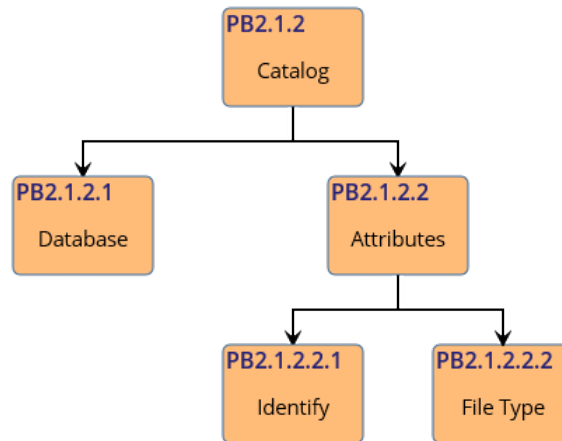 PB2.1.2
Catalog
PB2.1.2.1
Database
PB2.1.2.2
Attributes
PB2.1.2.2.1
Identify
PB2.1.2.2.2
File Type